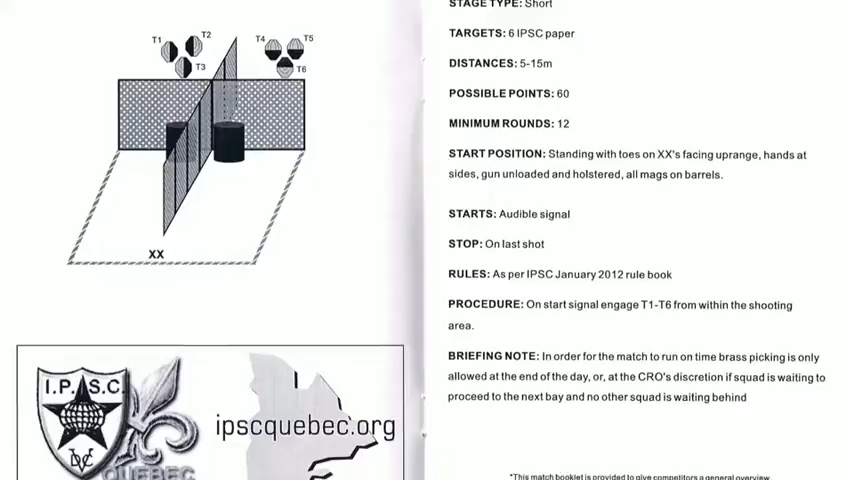 T1
T2
T3
T4
T5
T6
XX
I.P.S.C.
DVC
QUEBEC
ipscquebec.org
STAGE TYPE: Short
TARGETS: 6 IPSC paper
DISTANCES: 5-15m
POSSIBLE POINTS: 60
MINIMUM ROUNDS: 12
START POSITION: Standing with toes on XX's facing uprange, hands at
sides, gun unloaded and holstered, all mags on barrels.
STARTS: Audible signal
STOP: On last shot
RULES: As per IPSC January 2012 rule book
PROCEDURE: On start signal engage T1-T6 from within the shooting
area.
BRIEFING NOTE: In order for the match to run on time brass picking is only
allowed at the end of the day, or, at the CRO's discretion if squad is waiting to
proceed to the next bay and no other squad is waiting behind
*This match booklet is provided to give competitors a general overview.